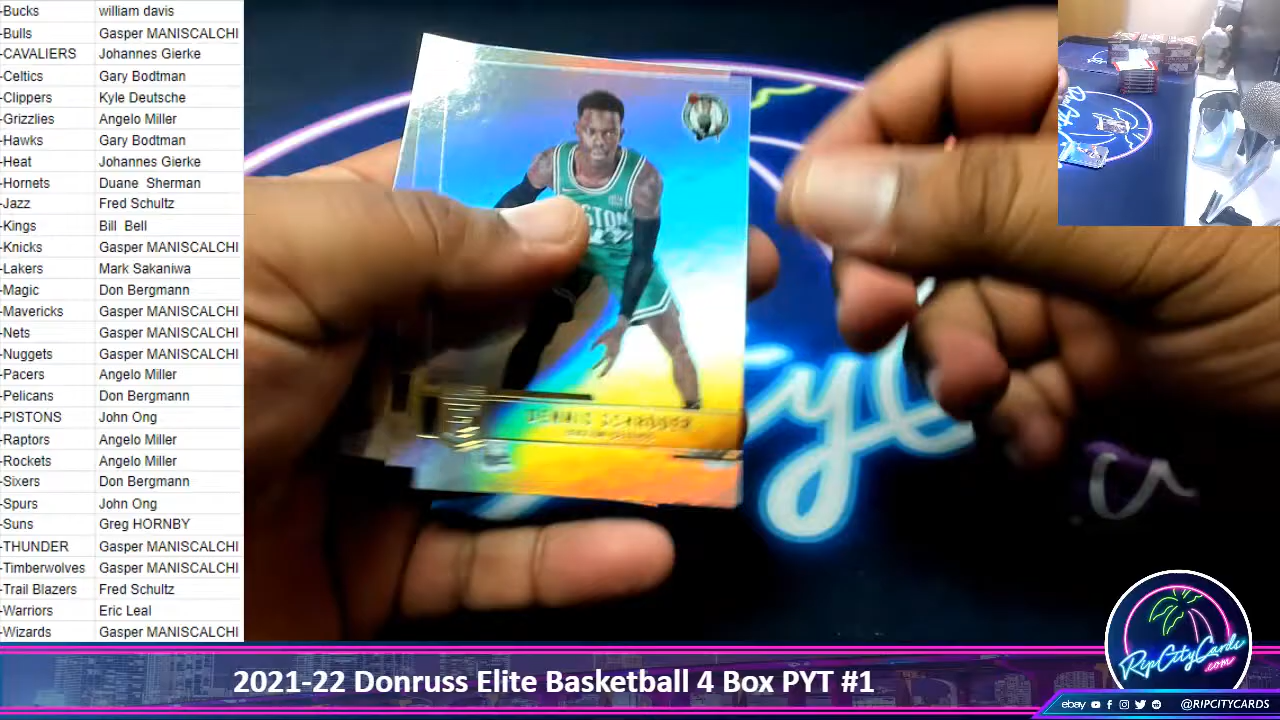 -Bucks william davis
-Bulls Gasper MANISCALCHI
-CAVALIERS Johannes Gierke
-Celtics Gary Bodtman
-Clippers Kyle Deutsche
-Grizzlies Angelo Miller
-Hawks Gary Bodtman
-Heat Johannes Gierke
-Hornets Duane Sherman
-Jazz Fred Schultz
-Kings Bill Bell
-Knicks Gasper MANISCALCHI
-Lakers Mark Sakaniwa
-Magic Don Bergmann
-Mavericks Gasper MANISCALCHI
-Nets Gasper MANISCALCHI
-Nuggets Gasper MANISCALCHI
-Pacers Angelo Miller
-Pelicans Don Bergmann
-PISTONS John Ong
-Raptors Angelo Miller
-Rockets Angelo Miller
-Sixers Don Bergmann
-Spurs John Ong
-Suns Greg HORNBY
-THUNDER Gasper MANISCALCHI
-Timberwolves Gasper MANISCALCHI
-Trail Blazers Fred Schultz
-Warriors Eric Leal
-Wizards Gasper MANISCALCHI
DENNIS SCHRODER
RipCityCards
.com
2021-22 Donruss Elite Basketball 4 Box PYT #1
ebay @RIPCITYCARDS